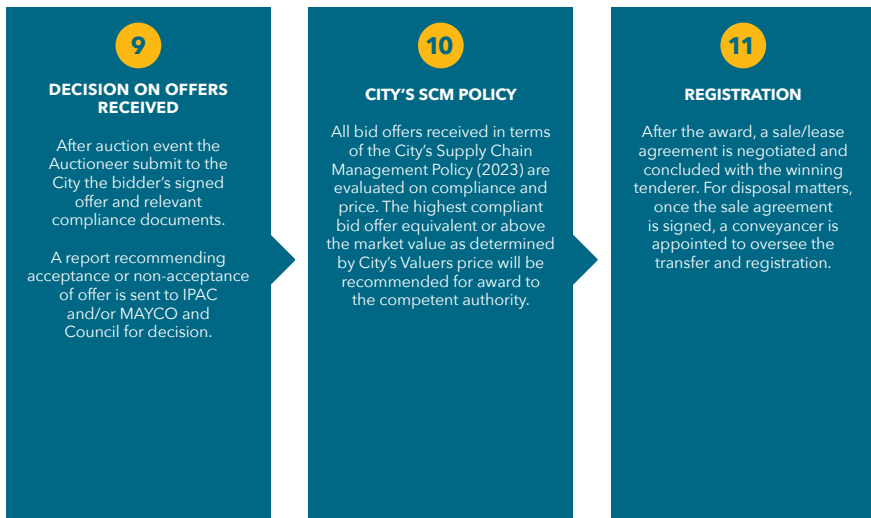 9
DECISION ON OFFERS
RECEIVED
After auction event the
Auctioneer submit to the
City the bidder's signed
offer and relevant
compliance documents.
A report recommending
acceptance or non-acceptance
of offer is sent to IPAC
and/or MAYCO and
Council for decision.
10
CITY'S SCM POLICY
All bid offers received in terms
of the City's Supply Chain
Management Policy (2023) are
evaluated on compliance and
price. The highest compliant
bid offer equivalent or above
the market value as determined
by City's Valuers price will be
recommended for award to
the competent authority.
11
REGISTRATION
After the award, a sale/lease
agreement is negotiated and
concluded with the winning
tenderer. For disposal matters,
once the sale agreement
is signed, a conveyancer is
appointed to oversee the
transfer and registration.